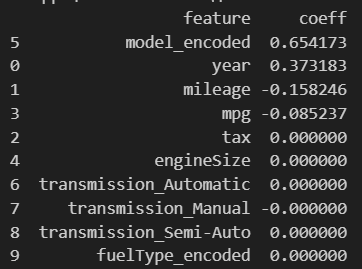 feature coeff
5 model_encoded 0.654173
0 year 0.373183
1 mileage -0.158246
3 mpg -0.085237
2 tax 0.000000
4 engineSize 0.000000
6 transmission_Automatic 0.000000
7 transmission_Manual -0.000000
8 transmission_Semi-Auto 0.000000
9 fuelType_encoded 0.000000